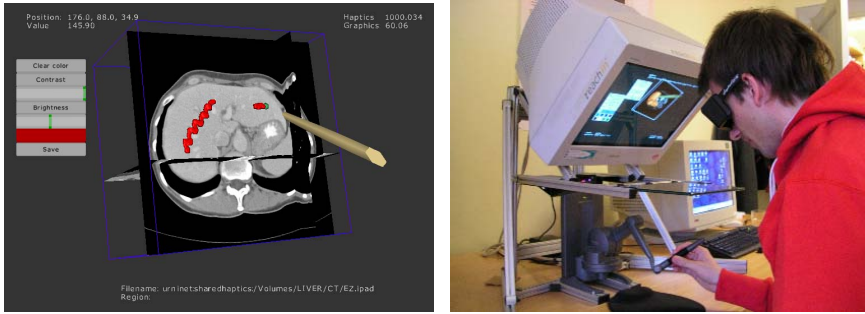 Position: 176.0, 88.0, 34.9
Value 145.90
Haptics 1000.034
Graphics 60.06
Clear color
Contrast
Brightness
Save
Filename: urn:inet:sharedhaptics:/Volumes/LIVER/CT/EZ.ipad
Region:
reachin